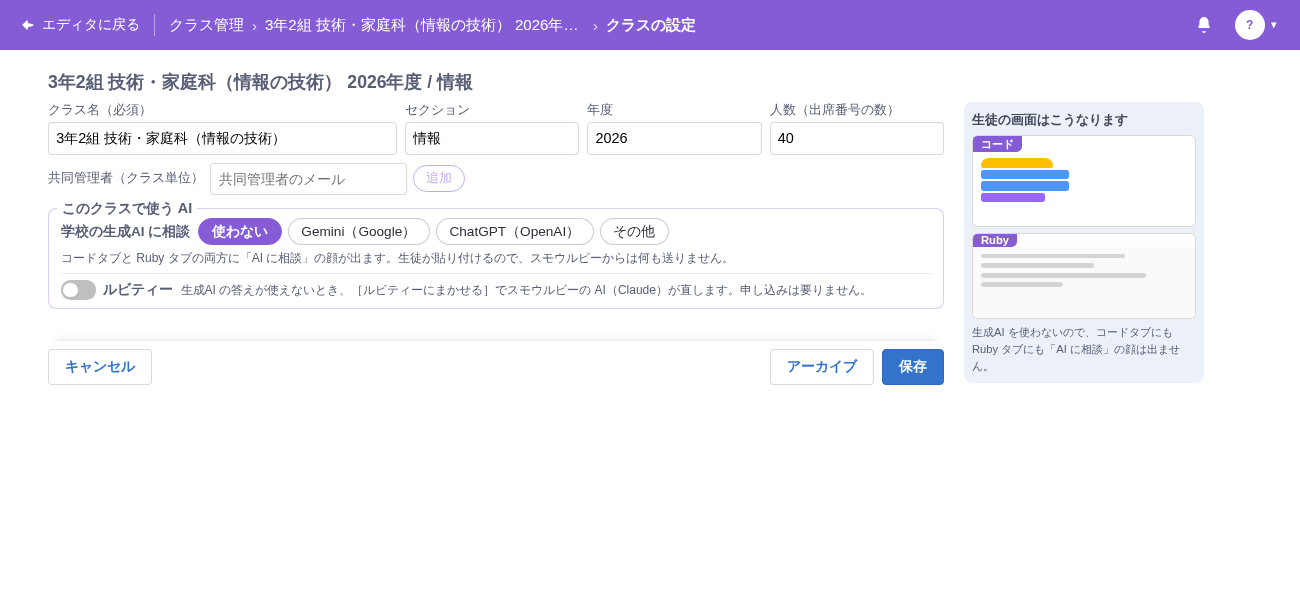 エディタに戻る
クラス管理 › 3年2組 技術・家庭科（情報の技術） 2026年… › クラスの設定
?
3年2組 技術・家庭科（情報の技術） 2026年度 / 情報
クラス名（必須） セクション 年度 人数（出席番号の数）
3年2組 技術・家庭科（情報の技術） 情報 2026 40
共同管理者（クラス単位） 共同管理者のメール 追加
このクラスで使う AI
学校の生成AI に相談 使わない Gemini（Google） ChatGPT（OpenAI） その他
コードタブと Ruby タブの両方に「AI に相談」の顔が出ます。生徒が貼り付けるので、スモウルビーからは何も送りません。
ルビティー 生成AI の答えが使えないとき、［ルビティーにまかせる］でスモウルビーの AI（Claude）が直します。申し込みは要りません。
キャンセル アーカイブ 保存
生徒の画面はこうなります
コード
Ruby
生成AI を使わないので、コードタブにも
Ruby タブにも「AI に相談」の顔は出ませ
ん。